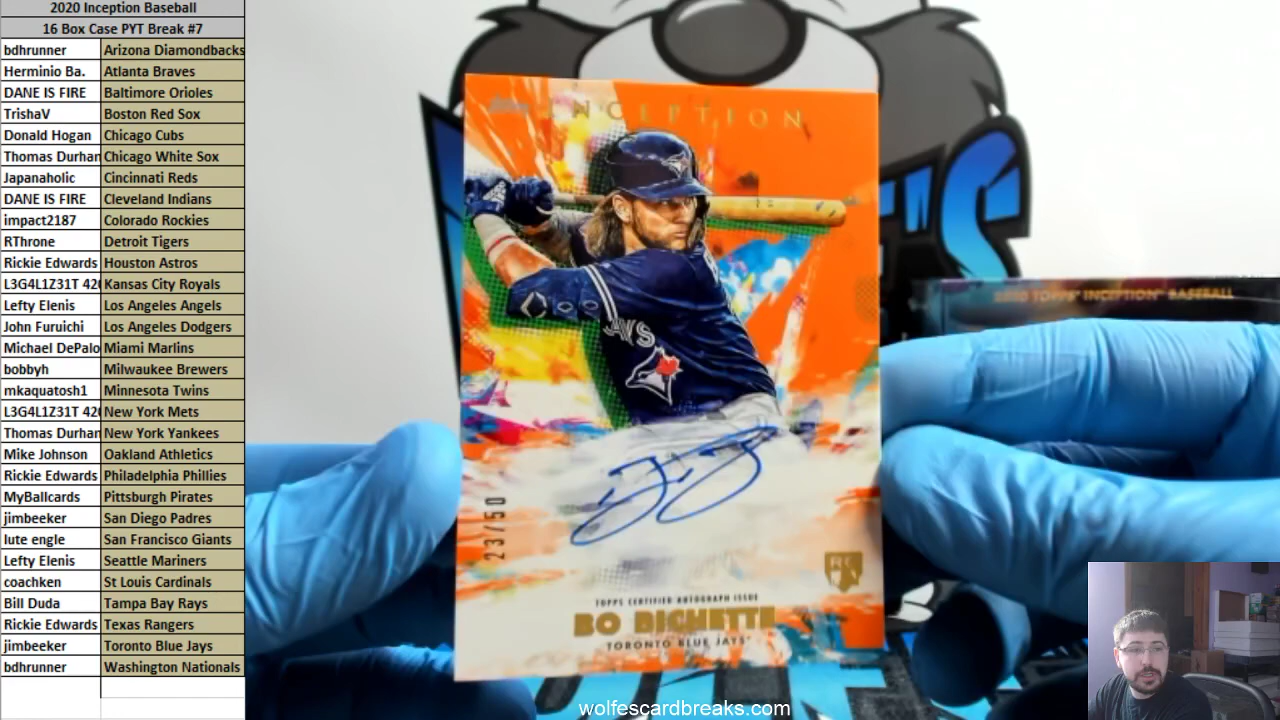 2020 Inception Baseball
16 Box Case PYT Break #7
bdhrunner Arizona Diamondbacks
Herminio Ba. Atlanta Braves
DANE IS FIRE Baltimore Orioles
TrishaV Boston Red Sox
Donald Hogan Chicago Cubs
Thomas Durhan Chicago White Sox
Japanaholic Cincinnati Reds
DANE IS FIRE Cleveland Indians
impact2187 Colorado Rockies
RThrone Detroit Tigers
Rickie Edwards Houston Astros
L3G4L1Z31T 420 Kansas City Royals
Lefty Elenis Los Angeles Angels
John Furuichi Los Angeles Dodgers
Michael DePalo Miami Marlins
bobbyh Milwaukee Brewers
mkaquatosh1 Minnesota Twins
L3G4L1Z31T 420 New York Mets
Thomas Durhan New York Yankees
Mike Johnson Oakland Athletics
Rickie Edwards Philadelphia Phillies
MyBallcards Pittsburgh Pirates
jimbeeker San Diego Padres
lute engle San Francisco Giants
Lefty Elenis Seattle Mariners
coachken St Louis Cardinals
Bill Duda Tampa Bay Rays
Rickie Edwards Texas Rangers
jimbeeker Toronto Blue Jays
bdhrunner Washington Nationals
INCEPTION
JAYS
23/50
TOPPS CERTIFIED AUTOGRAPH ISSUE
BO BICHETTE
TORONTO BLUE JAYS
2020 TOPPS INCEPTION BASEBALL
wolfescardbreaks.com